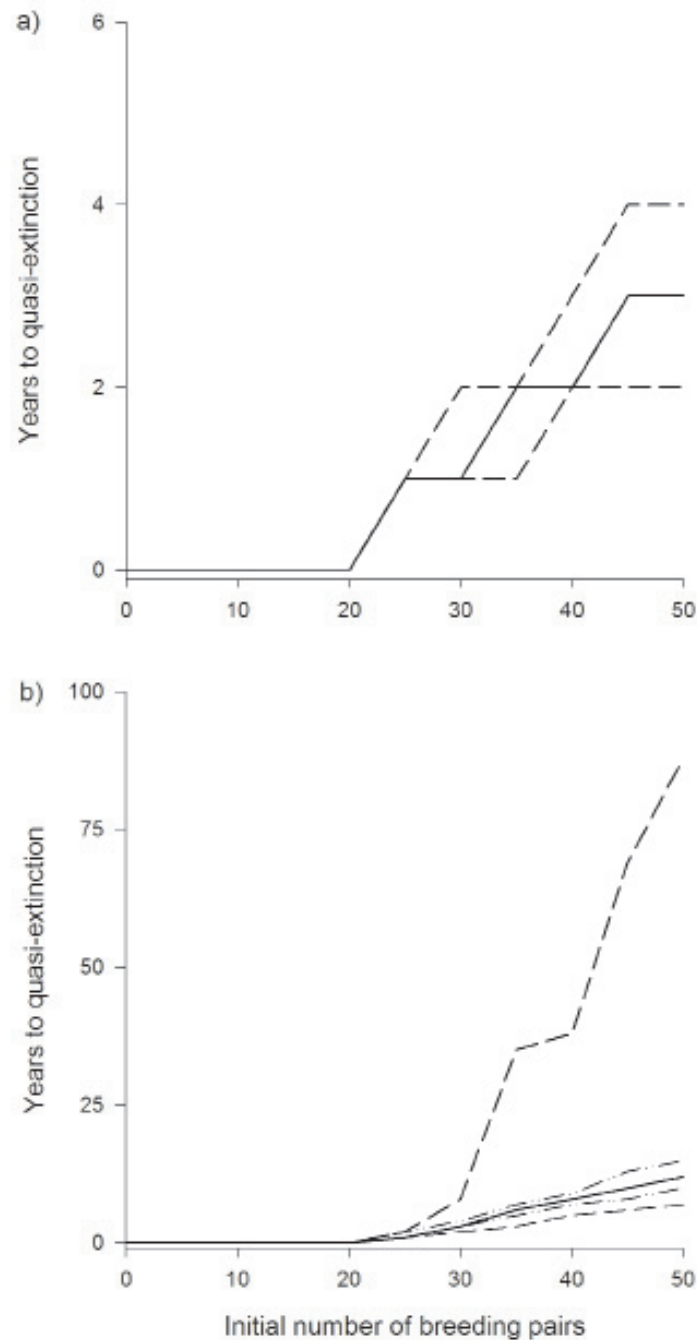 a)
6
4
2
0
Years to quasi-extinction
0 10 20 30 40 50
b)
100
75
50
25
0
Years to quasi-extinction
0 10 20 30 40 50
Initial number of breeding pairs